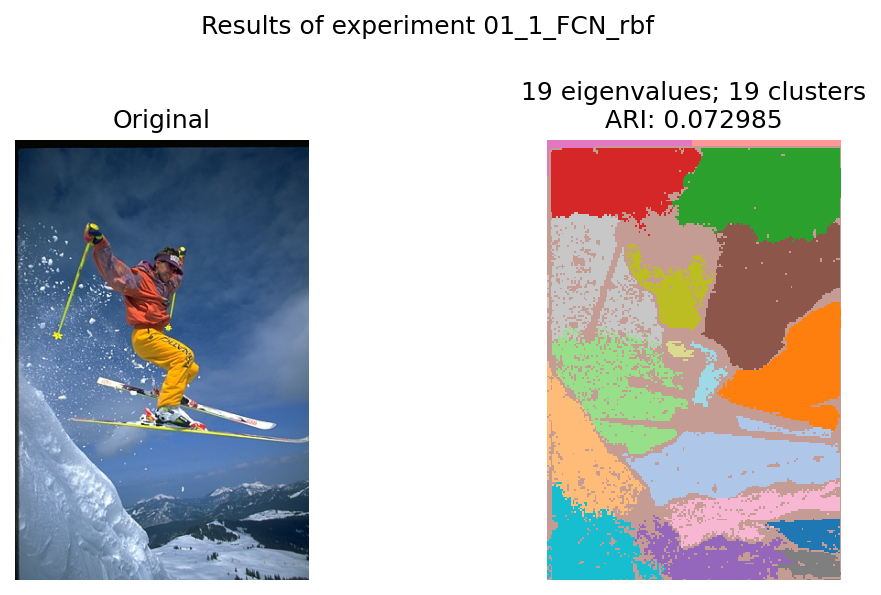 Results of experiment 01_1_FCN_rbf
Original
19 eigenvalues; 19 clusters
ARI: 0.072985